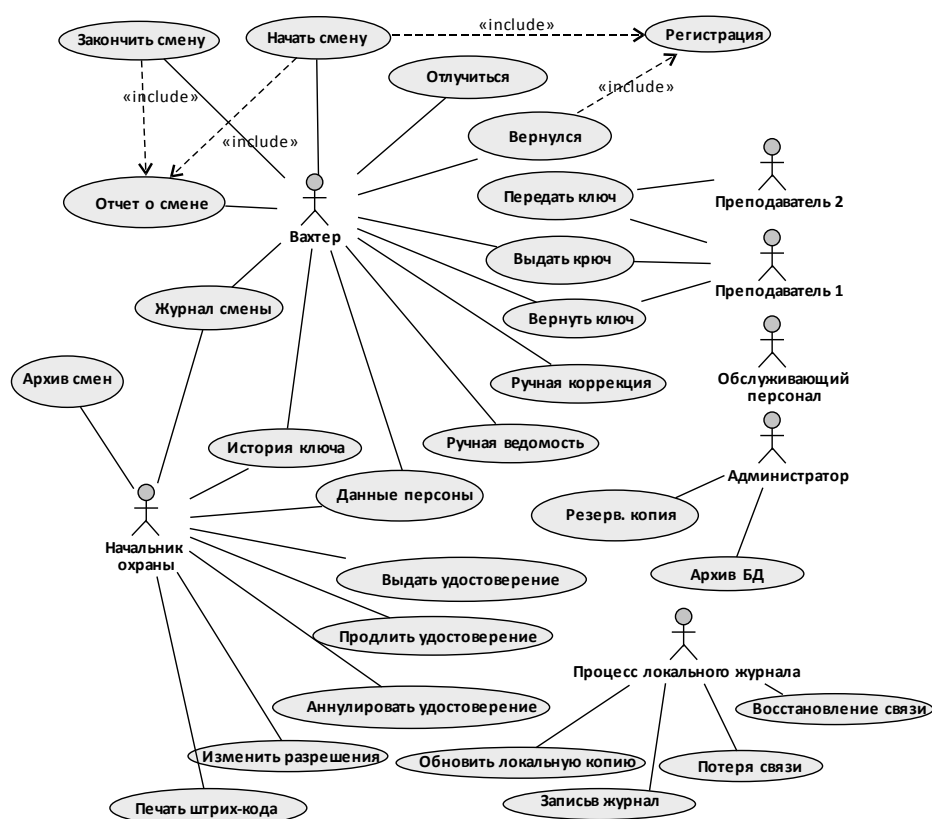 Закончить смену
Начать смену
«include»
Регистрация
Отлучиться
«include»
«include»
Вернулся
«include»
Отчет о смене
Вахтер
Передать ключ
Преподаватель 2
Выдать крюч
Журнал смены
Вернуть ключ
Преподаватель 1
Архив смен
Ручная коррекция
Обслуживающий
персонал
История ключа
Ручная ведомость
Администратор
Данные персоны
Резерв. копия
Начальник
охраны
Выдать удостоверение
Архив БД
Продлить удостоверение
Процесс локального журнала
Аннулировать удостоверение
Восстановление связи
Изменить разрешения
Обновить локальную копию
Потеря связи
Записьв журнал
Печать штрих-кода